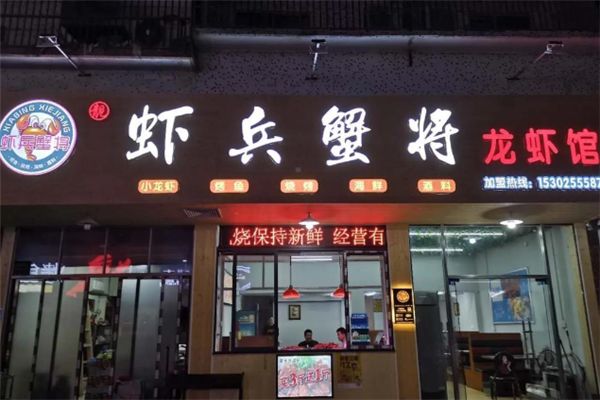 XIABING XIEJIANG
虾兵蟹将
靓
虾兵蟹将
龙虾馆
小龙虾 烤鱼 烧烤 海鲜 酒料
加盟热线：1530255587
烧保持新鲜 经营有